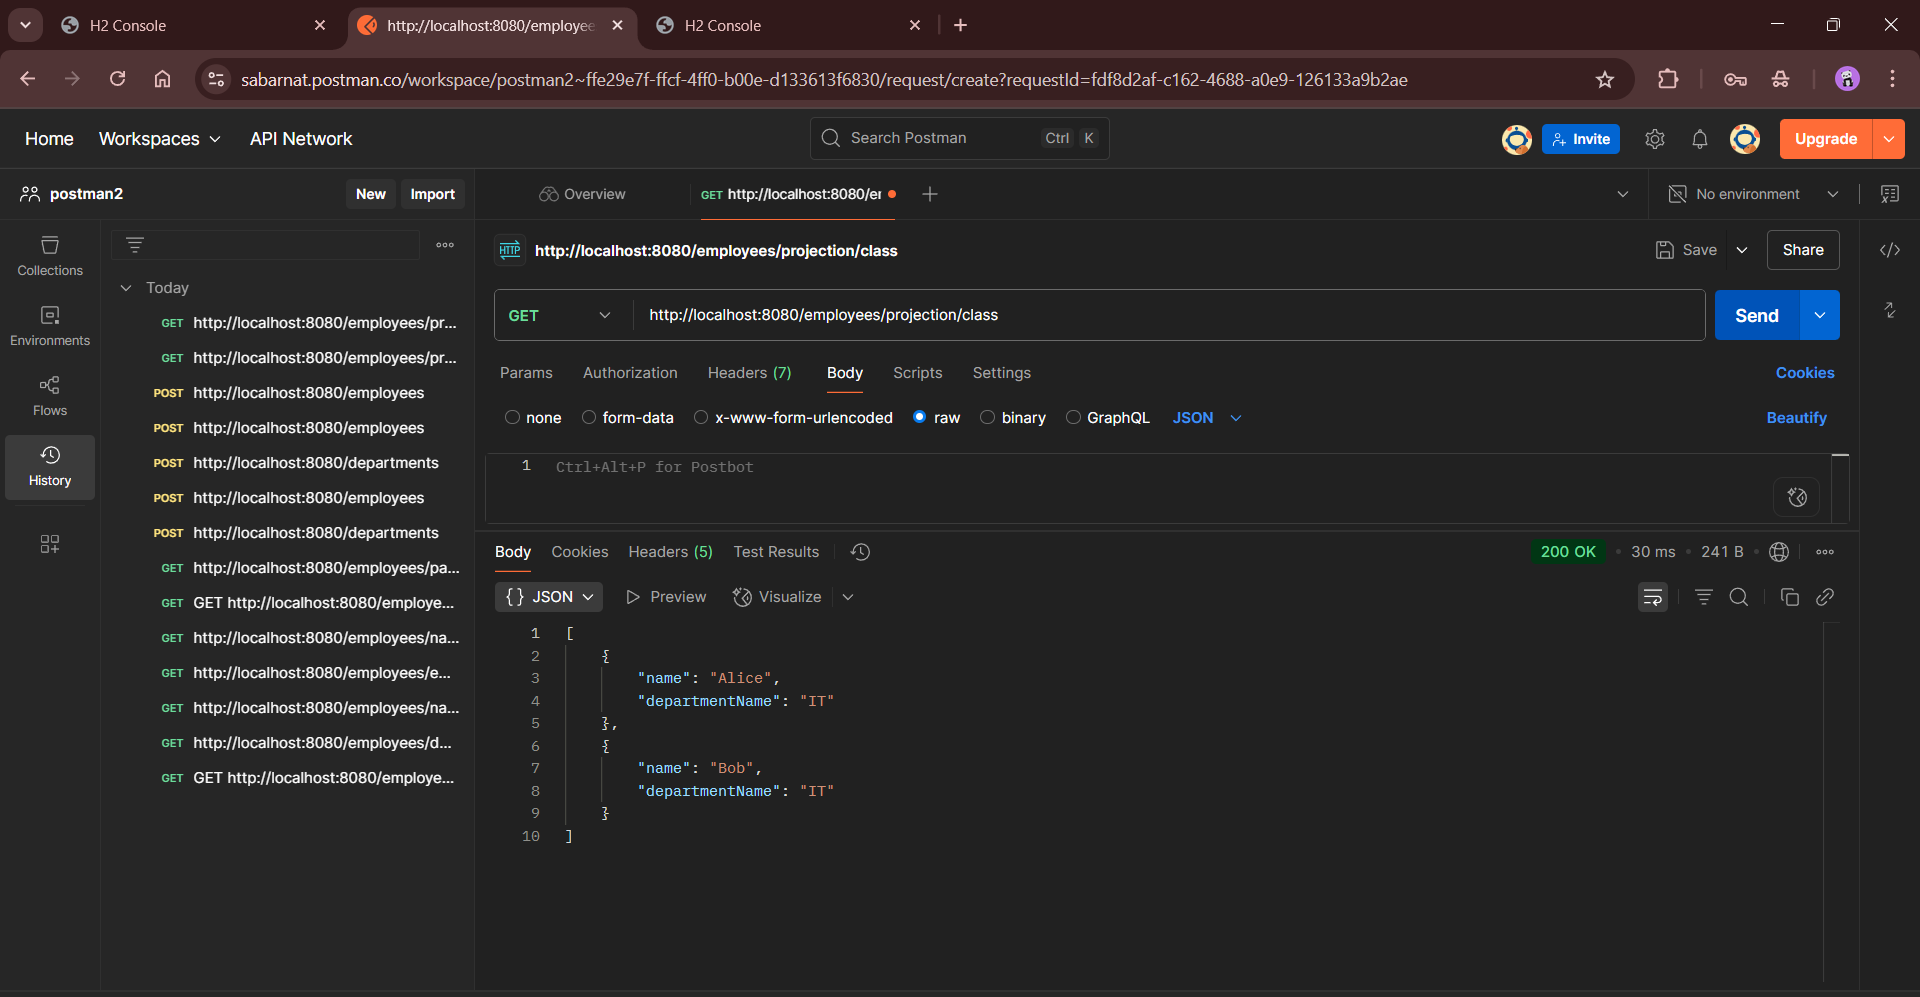 H2 Console
http://localhost:8080/employee
H2 Console
sabarnat.postman.co/workspace/postman2~ffe29e7f-ffcf-4ff0-b00e-d133613f6830/request/create?requestId=fdf8d2af-c162-4688-a0e9-126133a9b2ae
Home Workspaces API Network
Search Postman Ctrl K
Invite Upgrade
postman2 New Import
Overview GET http://localhost:8080/er
No environment
Collections
Environments
Flows
History
Today
GET http://localhost:8080/employees/pr...
GET http://localhost:8080/employees/pr...
POST http://localhost:8080/employees
POST http://localhost:8080/employees
POST http://localhost:8080/departments
POST http://localhost:8080/employees
POST http://localhost:8080/departments
GET http://localhost:8080/employees/pa...
GET GET http://localhost:8080/employe...
GET http://localhost:8080/employees/na...
GET http://localhost:8080/employees/e...
GET http://localhost:8080/employees/na...
GET http://localhost:8080/employees/d...
GET GET http://localhost:8080/employe...
HTTP http://localhost:8080/employees/projection/class
Save Share
GET http://localhost:8080/employees/projection/class Send
Params Authorization Headers (7) Body Scripts Settings Cookies
none form-data x-www-form-urlencoded raw binary GraphQL JSON Beautify
1 Ctrl+Alt+P for Postbot
Body Cookies Headers (5) Test Results 200 OK • 30 ms • 241 B •
{} JSON Preview Visualize
1 [
2 {
3 "name": "Alice",
4 "departmentName": "IT"
5 },
6 {
7 "name": "Bob",
8 "departmentName": "IT"
9 }
10 ]